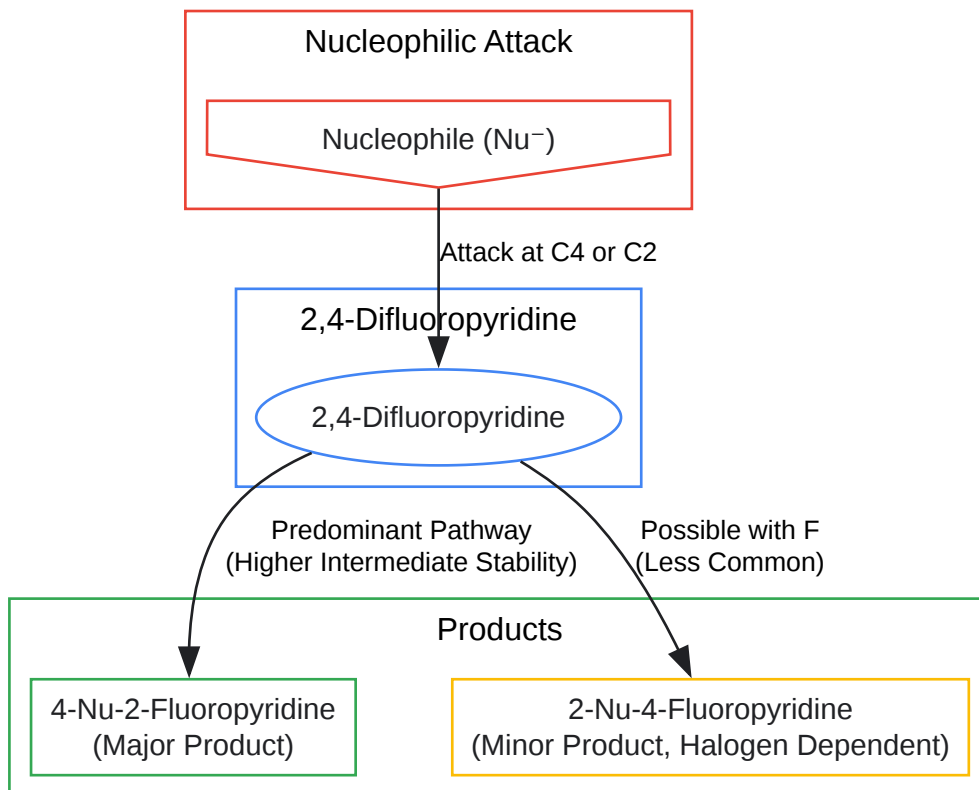 Nucleophilic Attack
Nucleophile (Nu⁻)
Attack at C4 or C2
2,4-Difluoropyridine
2,4-Difluoropyridine
Predominant Pathway
(Higher Intermediate Stability)
Possible with F
(Less Common)
Products
4-Nu-2-Fluoropyridine
(Major Product)
2-Nu-4-Fluoropyridine
(Minor Product, Halogen Dependent)